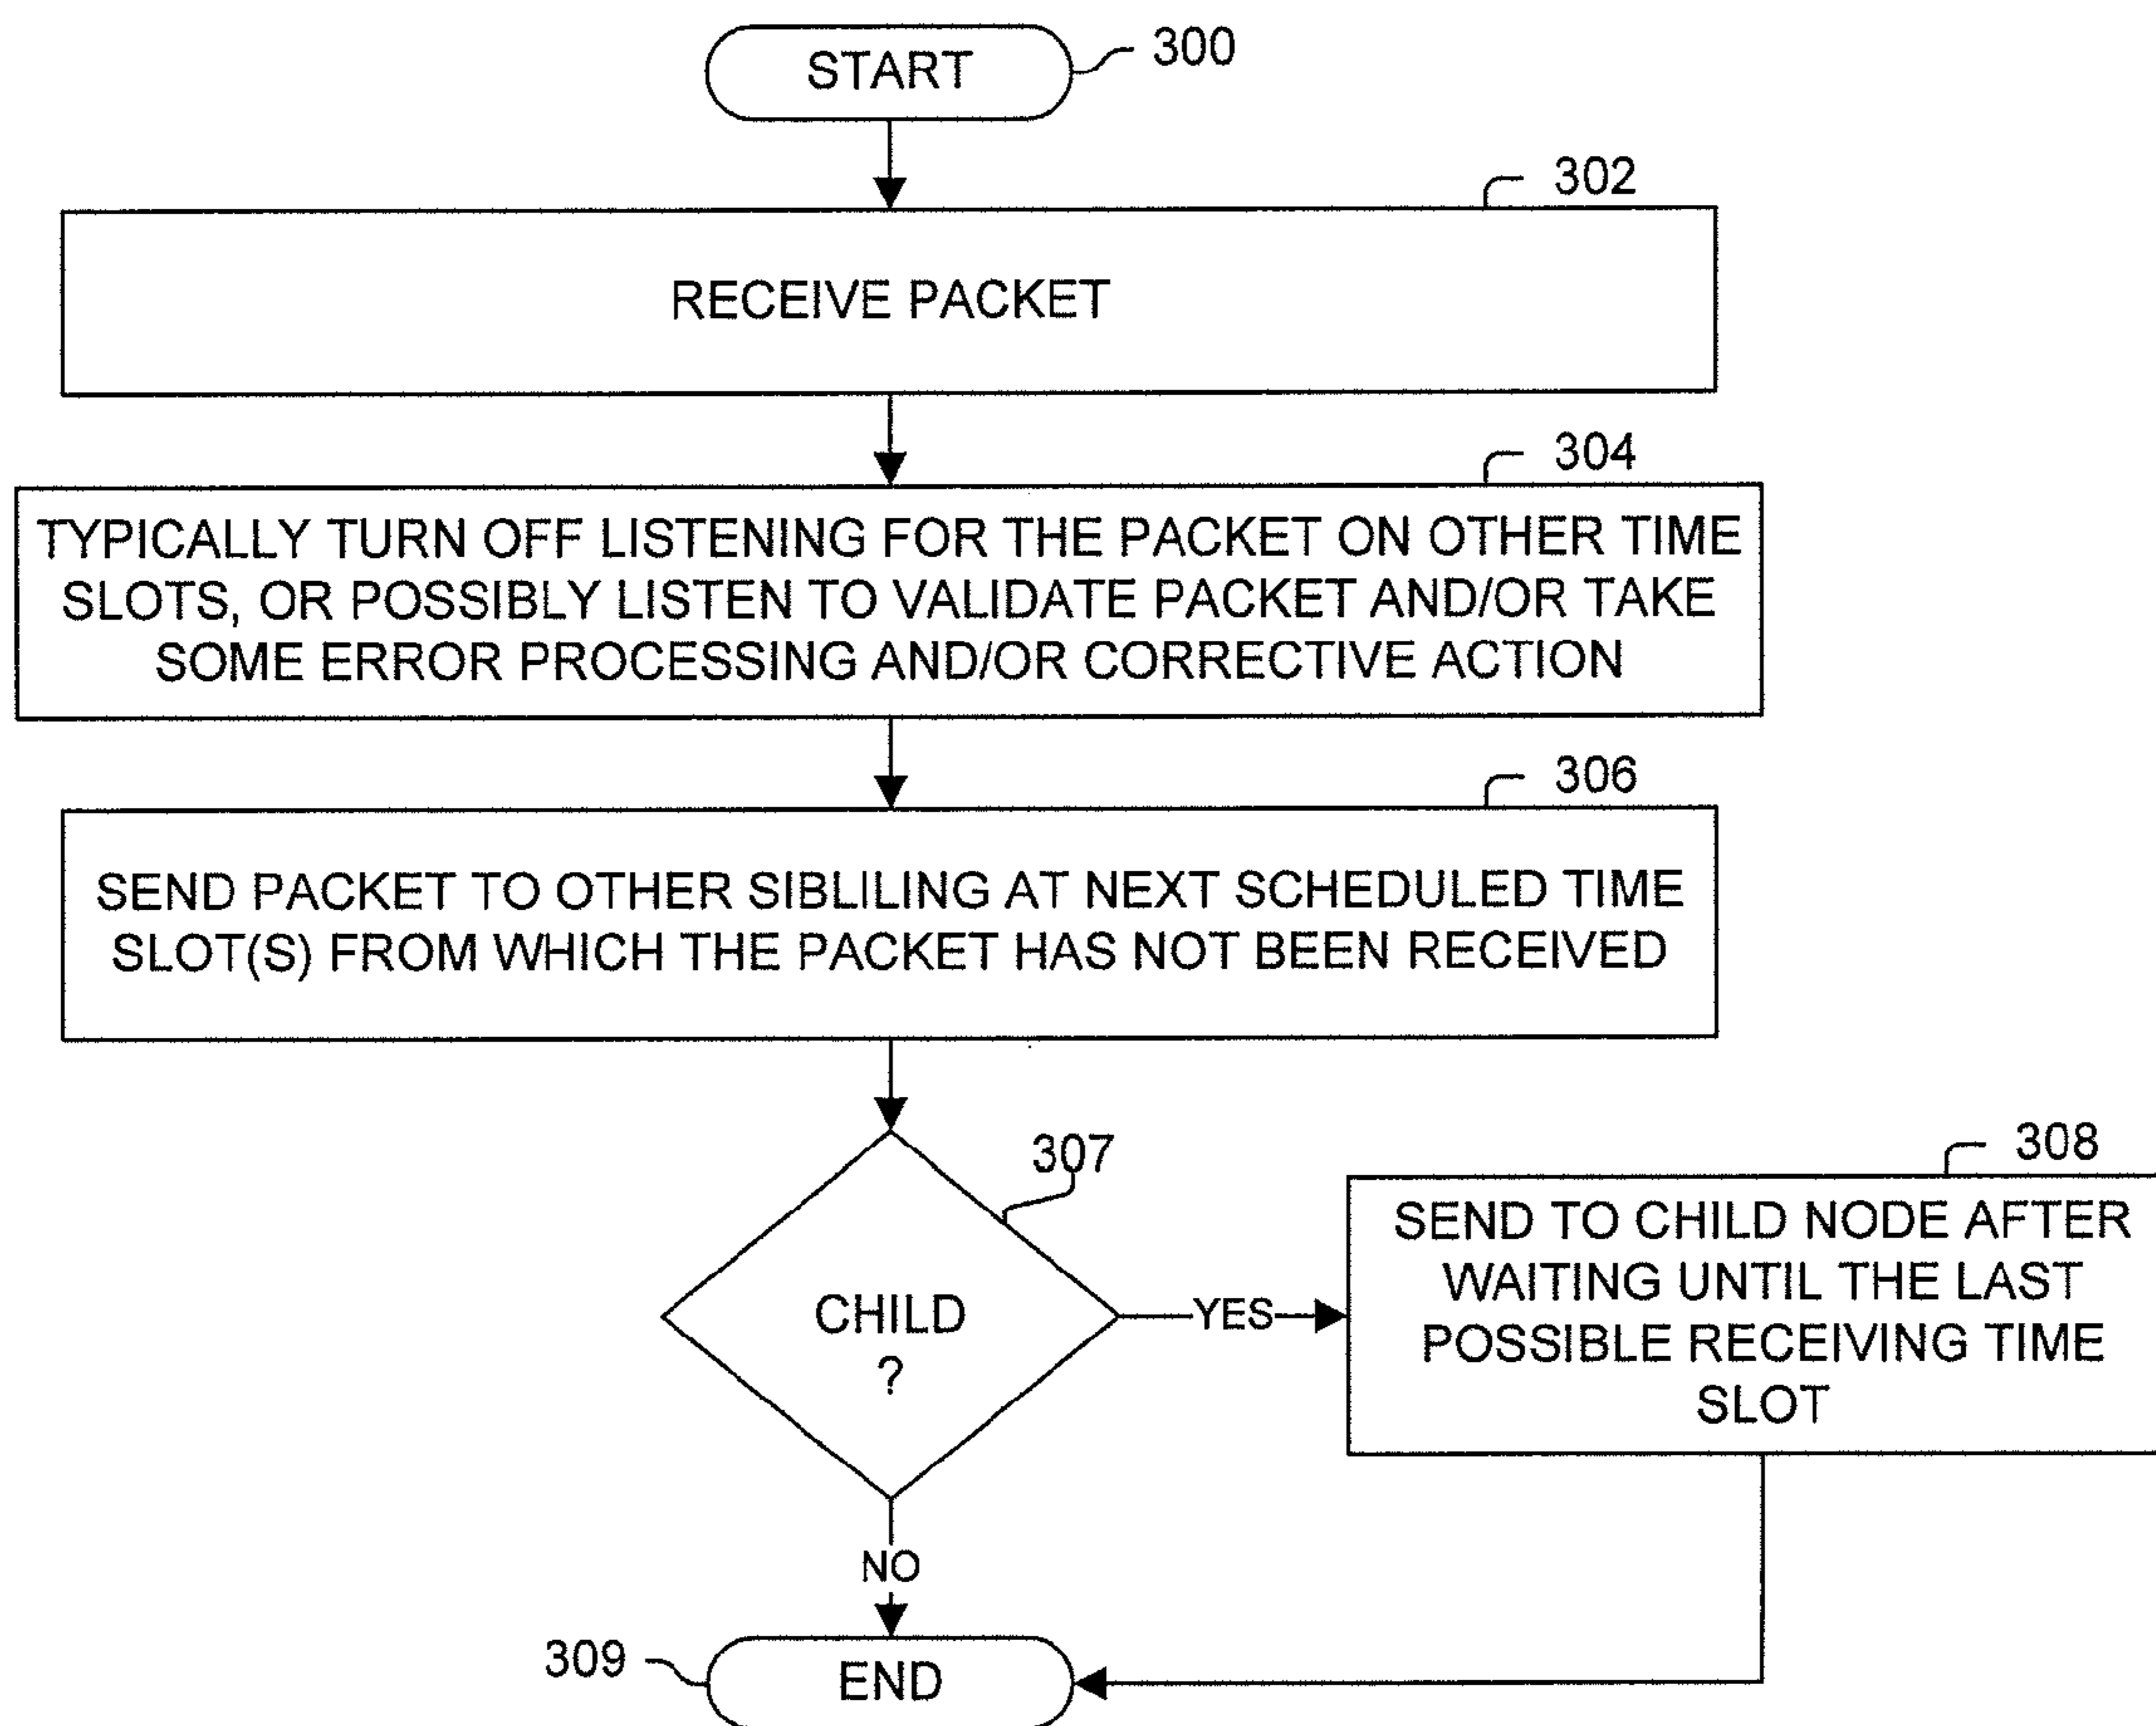 START
300
302
RECEIVE PACKET
304
TYPICALLY TURN OFF LISTENING FOR THE PACKET ON OTHER TIME
SLOTS, OR POSSIBLY LISTEN TO VALIDATE PACKET AND/OR TAKE
SOME ERROR PROCESSING AND/OR CORRECTIVE ACTION
306
SEND PACKET TO OTHER SIBLILING AT NEXT SCHEDULED TIME
SLOT(S) FROM WHICH THE PACKET HAS NOT BEEN RECEIVED
307
CHILD
?
YES
308
SEND TO CHILD NODE AFTER
WAITING UNTIL THE LAST
POSSIBLE RECEIVING TIME
SLOT
NO
309
END